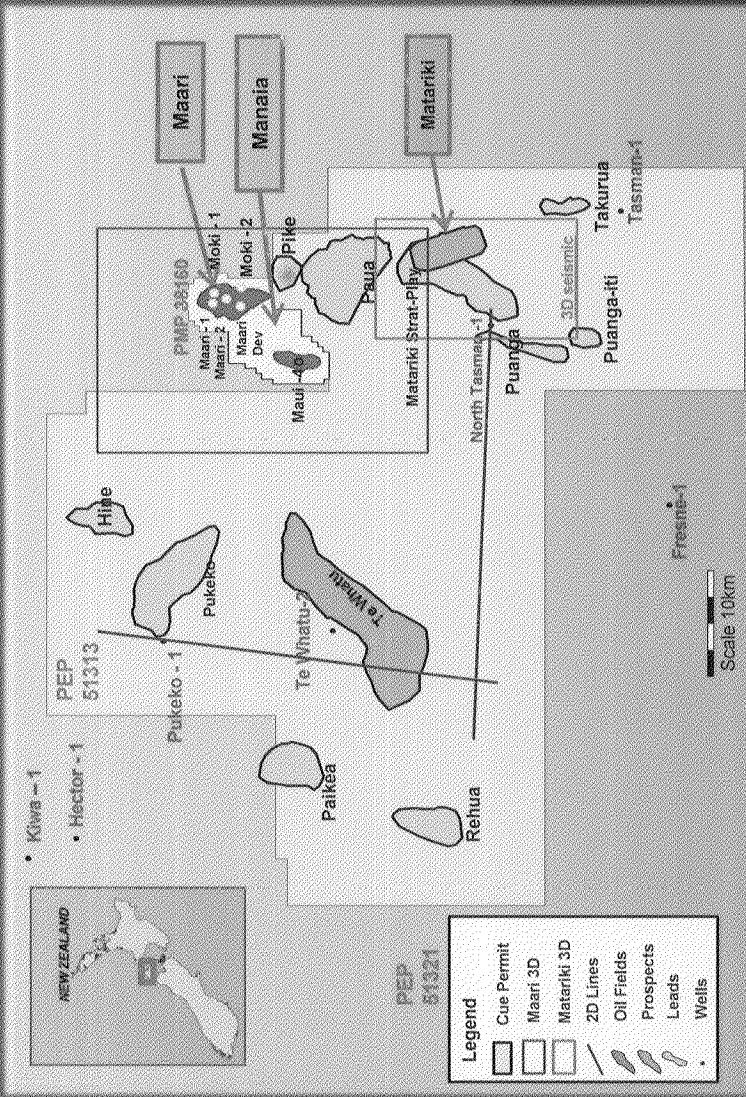 NEW ZEALAND
Kiwa – 1
Hector - 1
PEP
51313
Hine
Pukeko
Pukeko - 1
Te Whatu-2
Te Whatu
Paikea
Rehua
PEP
51321
PMP 38160
Maari
Manaia
Matariki
Moki - 1
Moki - 2
Maari - 1
Maari - 2
Maari
Dev
Pike
Maui - 4
Paua
Matariki Strat-Play
North Tasman-1
Puanga
3D seismic
Puanga-iti
Takurua
Tasman-1
Fresne-1
Scale 10km
Legend
Cue Permit
Maari 3D
Matariki 3D
2D Lines
Oil Fields
Prospects
Leads
Wells